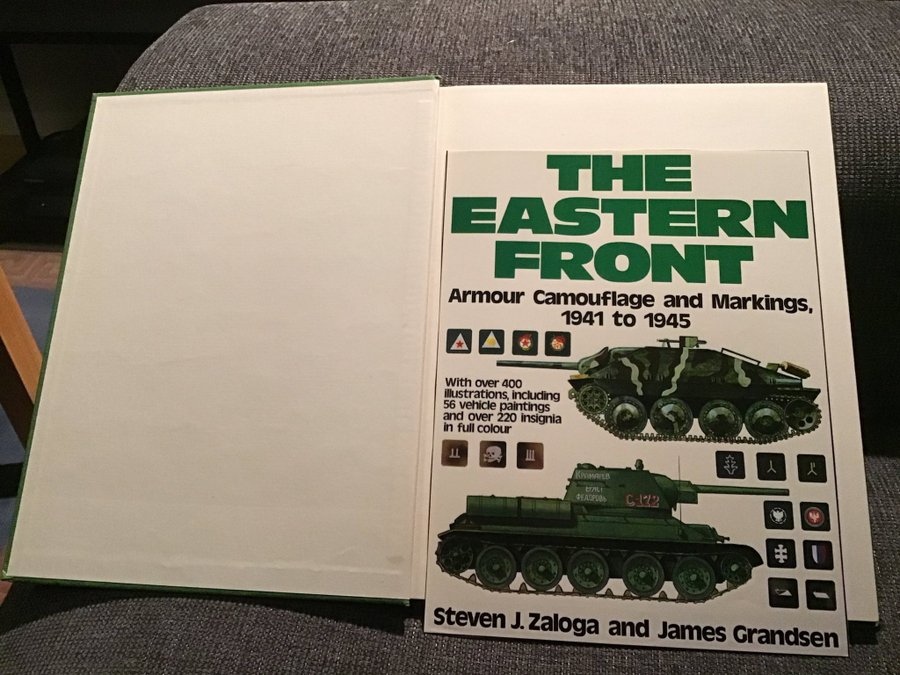 THE
EASTERN
FRONT
Armour Camouflage and Markings,
1941 to 1945
With over 400
illustrations, including
56 vehicle paintings
and over 220 insignia
in full colour
С-172
Steven J. Zaloga and James Grandsen